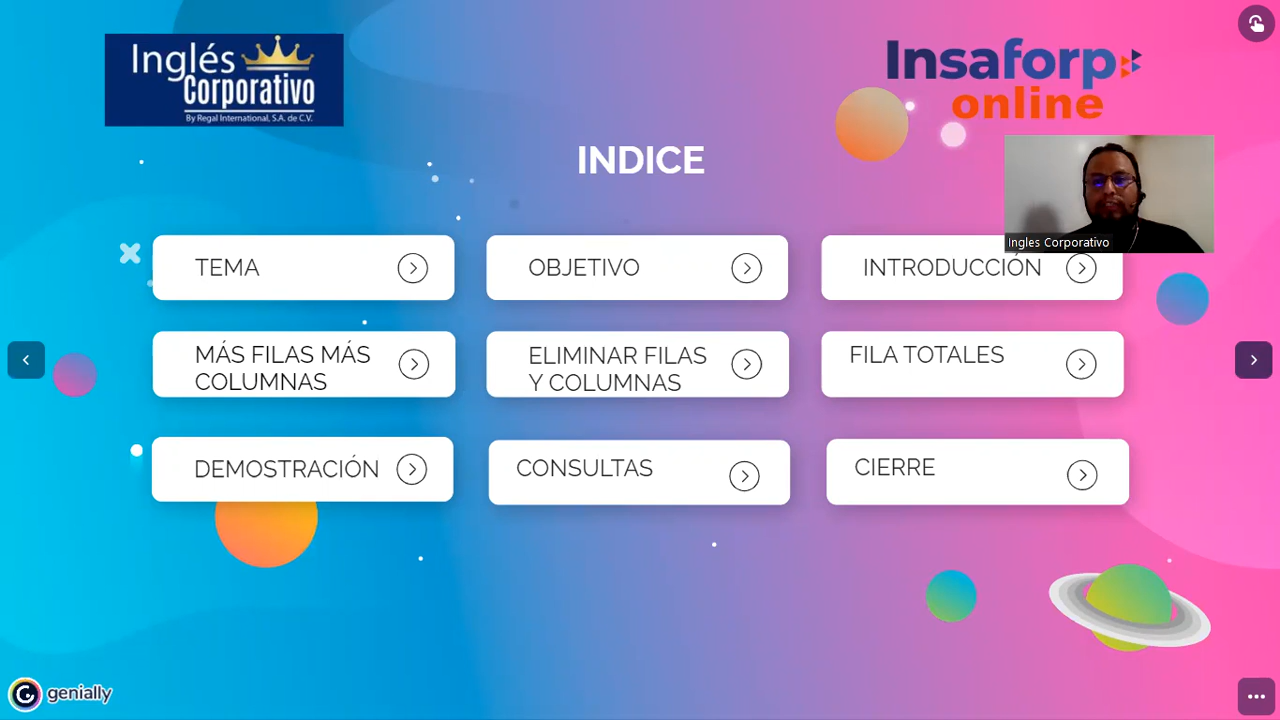 Inglés
Corporativo
By Regal International, S.A. de C.V.
Insaforp
online
INDICE
Ingles Corporativo
TEMA
OBJETIVO
INTRODUCCIÓN
MÁS FILAS MÁS
COLUMNAS
ELIMINAR FILAS
Y COLUMNAS
FILA TOTALES
DEMOSTRACIÓN
CONSULTAS
CIERRE
genially